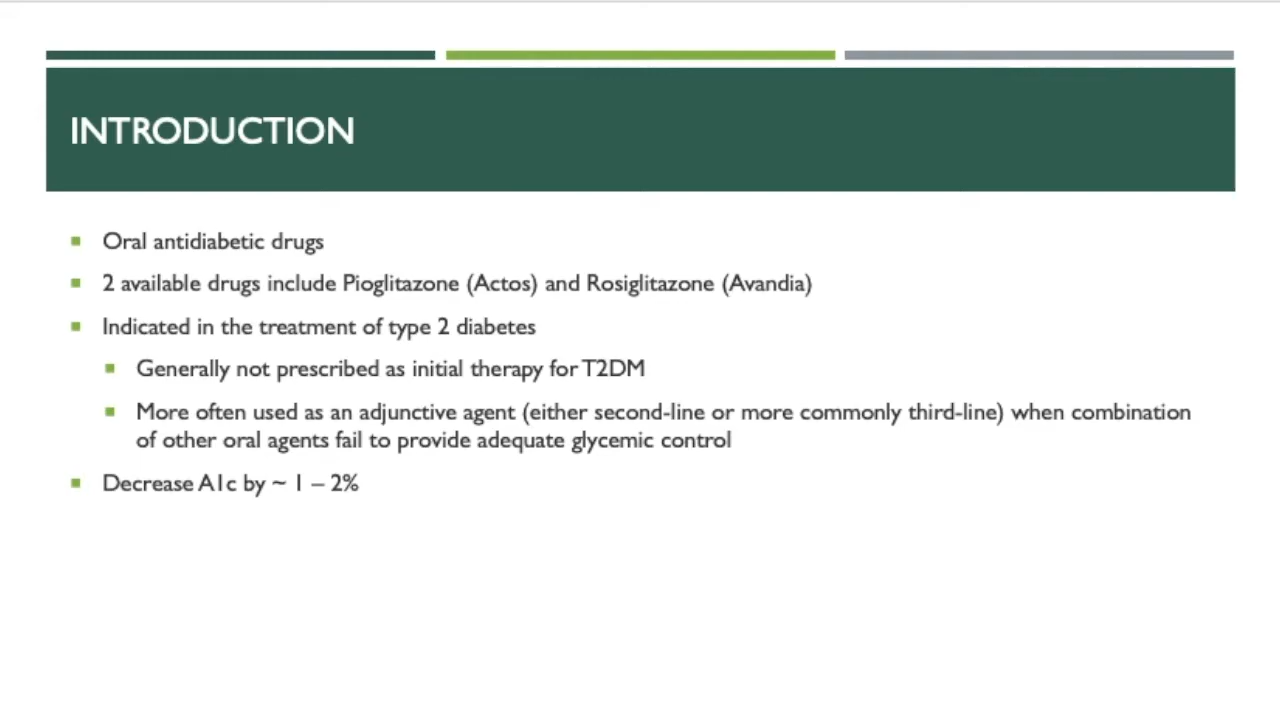 INTRODUCTION
Oral antidiabetic drugs
2 available drugs include Pioglitazone (Actos) and Rosiglitazone (Avandia)
Indicated in the treatment of type 2 diabetes
Generally not prescribed as initial therapy for T2DM
More often used as an adjunctive agent (either second-line or more commonly third-line) when combination
of other oral agents fail to provide adequate glycemic control
Decrease A1c by ~ 1 – 2%